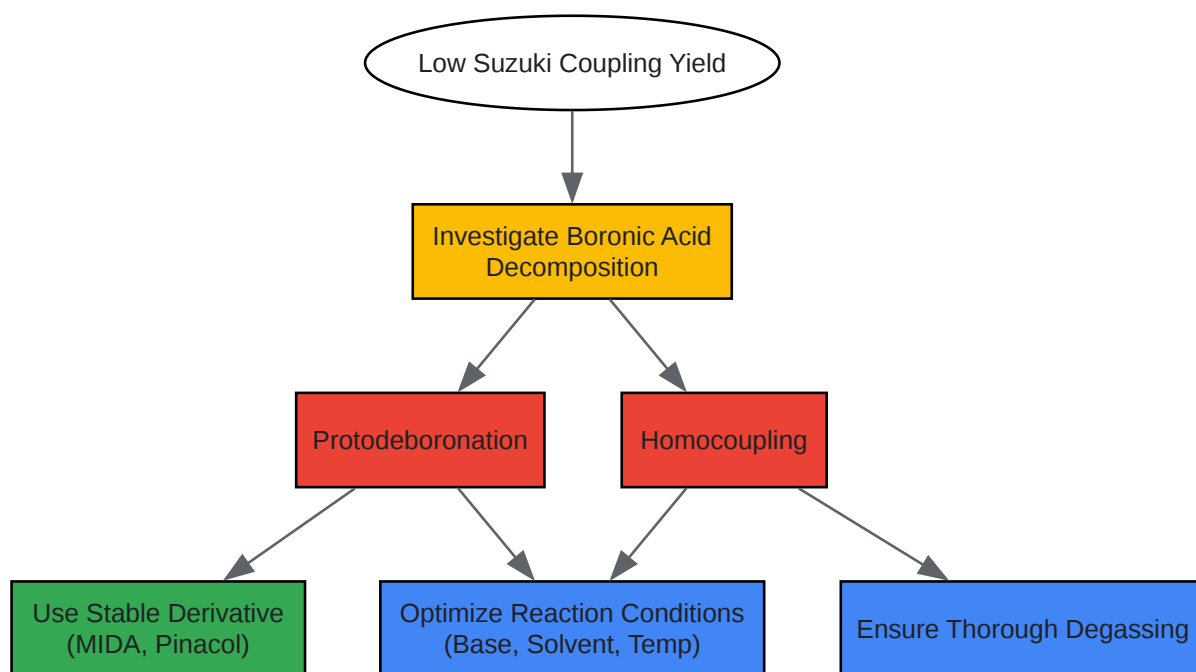 Low Suzuki Coupling Yield
Investigate Boronic Acid
Decomposition
Protodeboronation
Homocoupling
Use Stable Derivative
(MIDA, Pinacol)
Optimize Reaction Conditions
(Base, Solvent, Temp)
Ensure Thorough Degassing